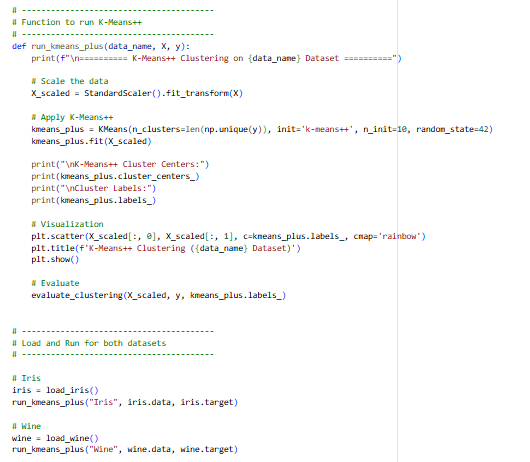 # ----------------------------------------
# Function to run K-Means++
# ----------------------------------------
def run_kmeans_plus(data_name, X, y):
    print(f"\n========== K-Means++ Clustering on {data_name} Dataset ==========")
    # Scale the data
    X_scaled = StandardScaler().fit_transform(X)
    # Apply K-Means++
    kmeans_plus = KMeans(n_clusters=len(np.unique(y)), init='k-means++', n_init=10, random_state=42)
    kmeans_plus.fit(X_scaled)
    print("\nK-Means++ Cluster Centers:")
    print(kmeans_plus.cluster_centers_)
    print("\nCluster Labels:")
    print(kmeans_plus.labels_)
    # Visualization
    plt.scatter(X_scaled[:, 0], X_scaled[:, 1], c=kmeans_plus.labels_, cmap='rainbow')
    plt.title(f'K-Means++ Clustering ({data_name} Dataset)')
    plt.show()
    # Evaluate
    evaluate_clustering(X_scaled, y, kmeans_plus.labels_)
# ----------------------------------------
# Load and Run for both datasets
# ----------------------------------------
# Iris
iris = load_iris()
run_kmeans_plus("Iris", iris.data, iris.target)
# Wine
wine = load_wine()
run_kmeans_plus("Wine", wine.data, wine.target)